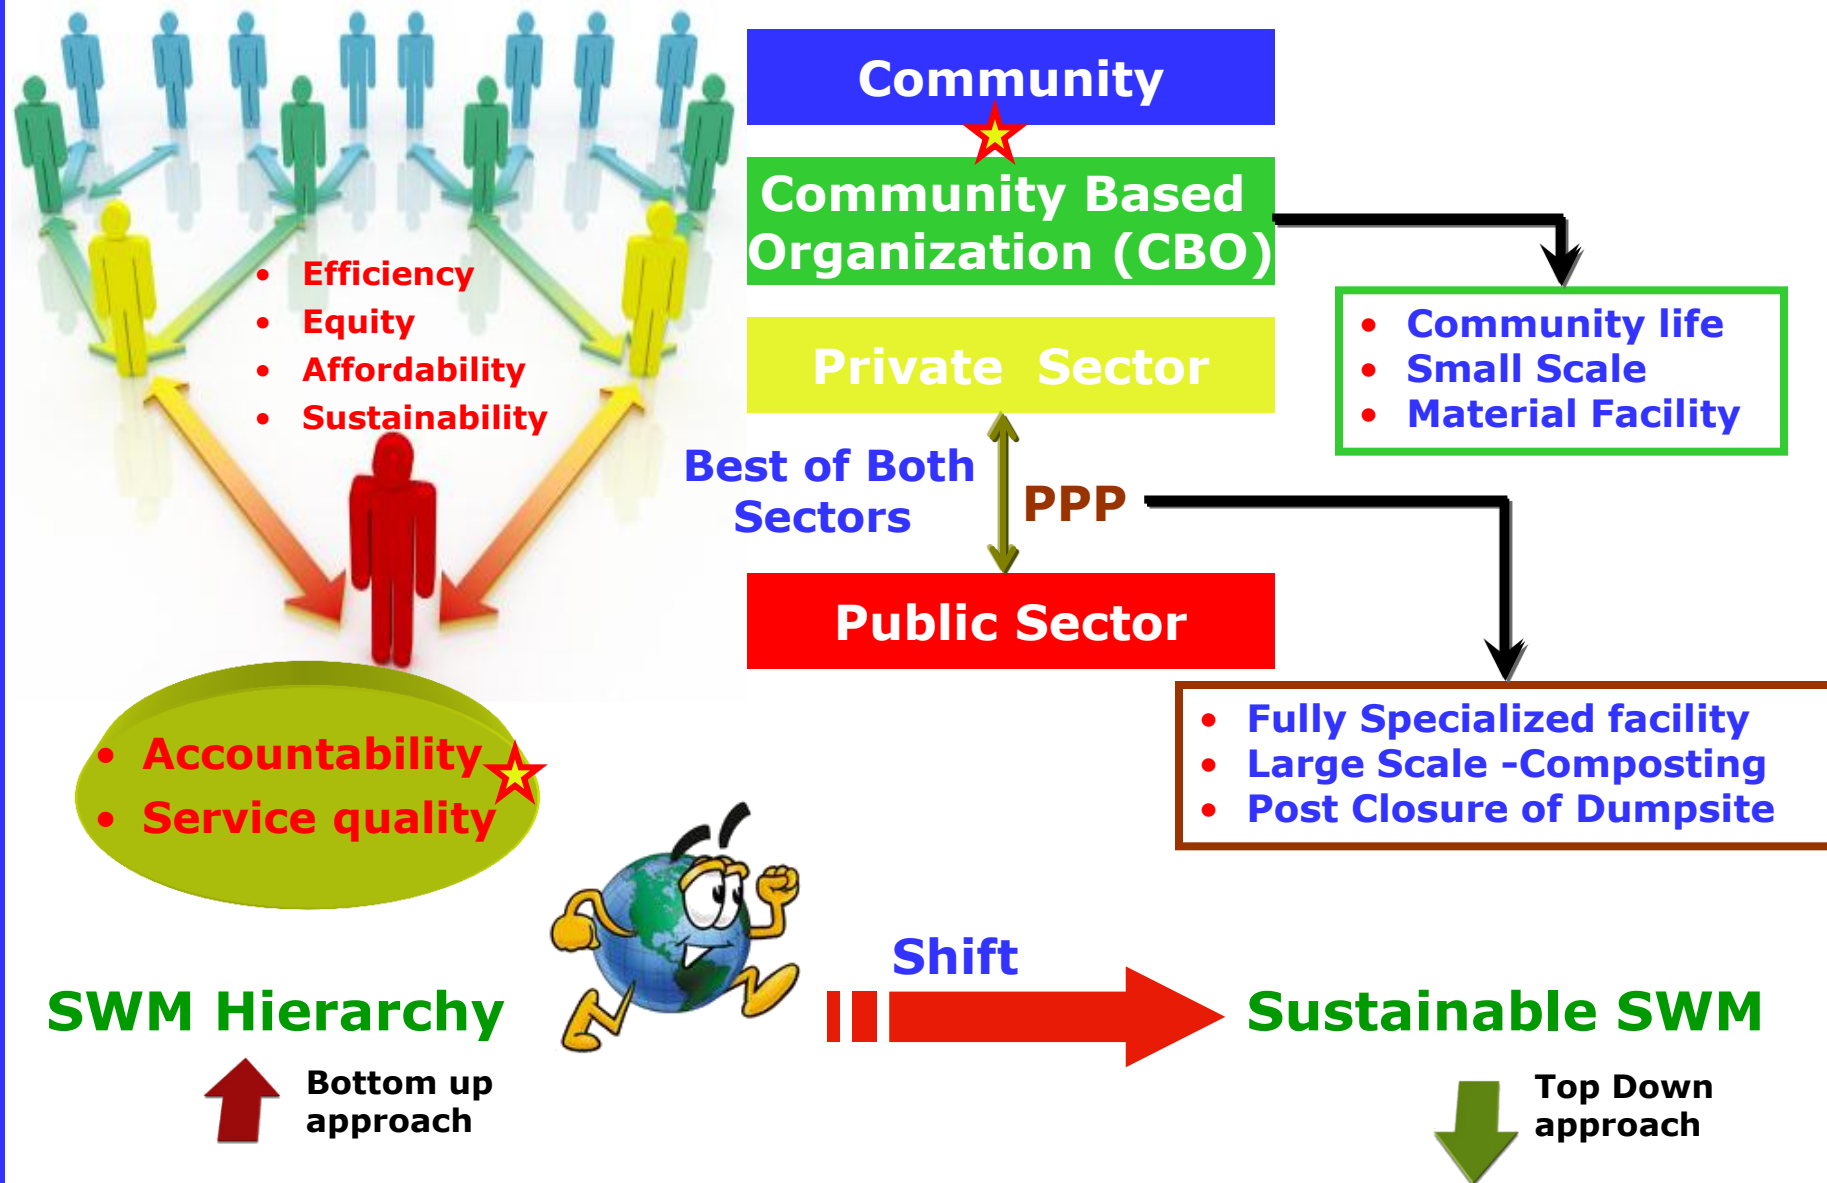 Community
Community Based
Organization (CBO)
Private Sector
Best of Both
Sectors
PPP
Public Sector
• Efficiency
• Equity
• Affordability
• Sustainability
• Community life
• Small Scale
• Material Facility
• Fully Specialized facility
• Large Scale -Composting
• Post Closure of Dumpsite
• Accountability
• Service quality
SWM Hierarchy
Shift
Sustainable SWM
Bottom up
approach
Top Down
approach